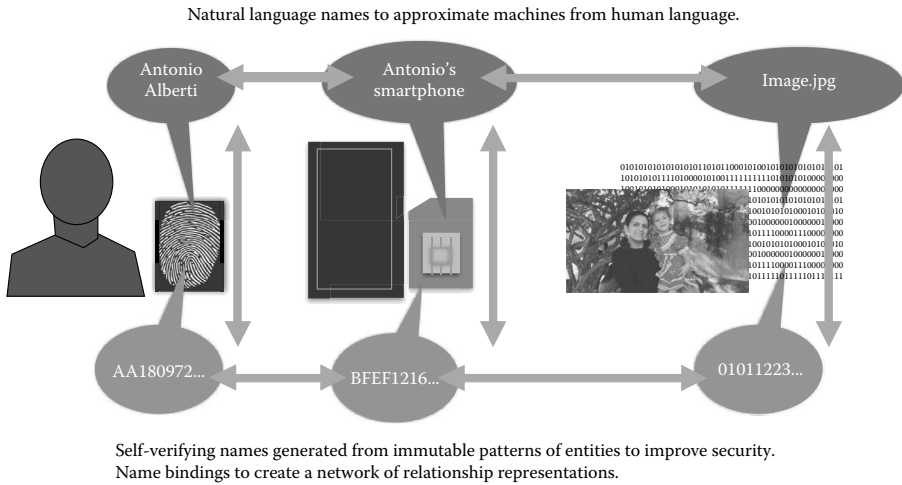 Natural language names to approximate machines from human language.
Antonio
Alberti
Antonio's
smartphone
Image.jpg
AA180972...
BFEF1216...
01011223...
Self-verifying names generated from immutable patterns of entities to improve security.
Name bindings to create a network of relationship representations.